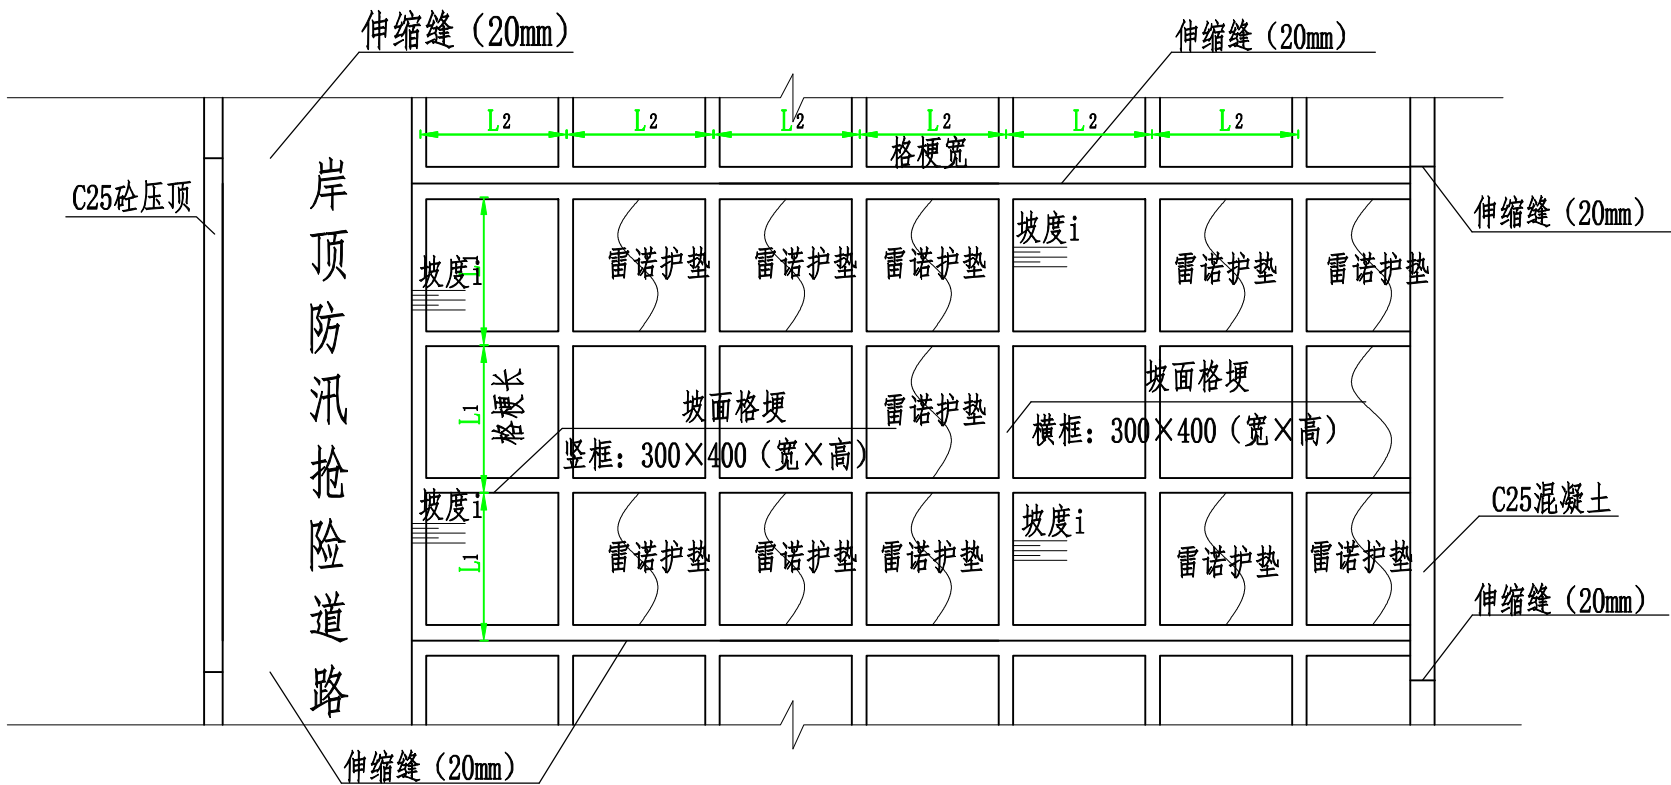 伸缩缝（20mm）
伸缩缝（20mm）
L2
L2
L2
L2
L2
L2
格梗宽
C25砼压顶
岸顶防汛抢险道路
伸缩缝（20mm）
坡度i
L1
雷诺护垫
雷诺护垫
雷诺护垫
坡度i
雷诺护垫
雷诺护垫
L1
格梗长
坡面格埂
竖框：300×400（宽×高）
雷诺护垫
坡面格埂
横框：300×400（宽×高）
坡度i
L1
雷诺护垫
雷诺护垫
雷诺护垫
坡度i
雷诺护垫
雷诺护垫
C25混凝土
伸缩缝（20mm）
伸缩缝（20mm）